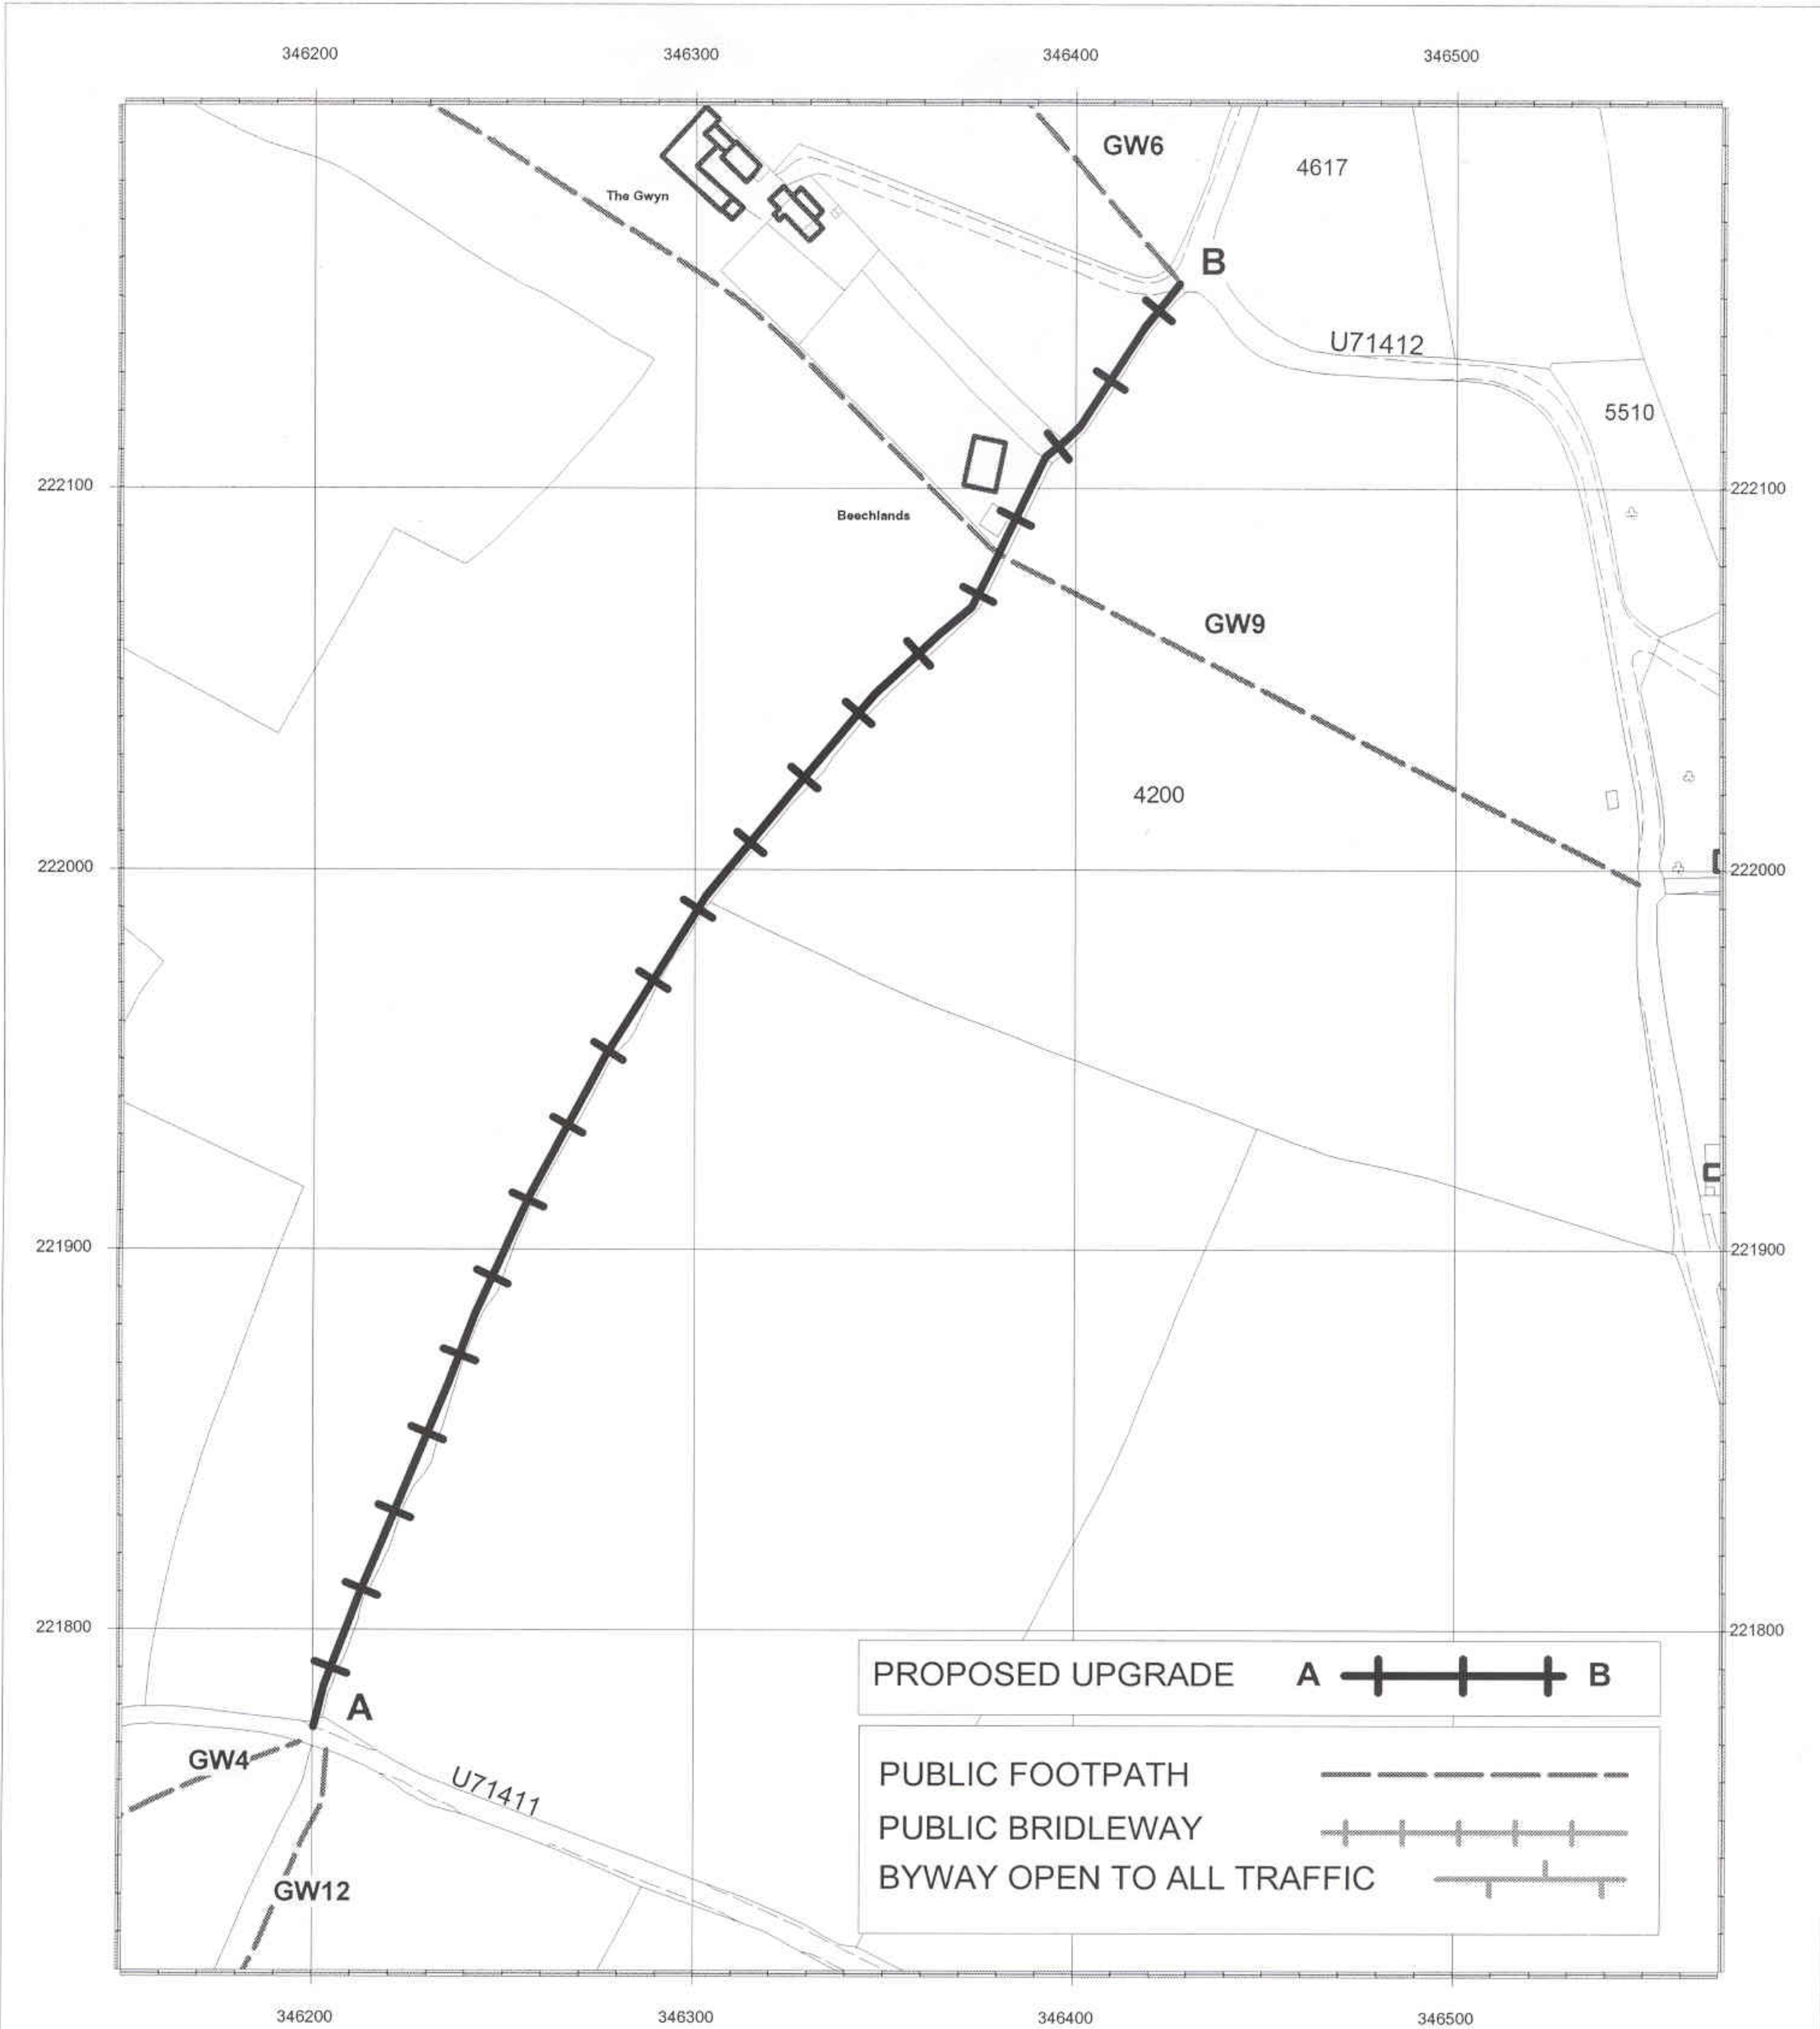 346200 346300 346400 346500
GW6
4617
The Gwyn
B
U71412
5510
222100 222100
Beechlands
GW9
4200
222000 222000
221900 221900
221800 221800
PROPOSED UPGRADE A B
A
GW4
PUBLIC FOOTPATH
U71411
PUBLIC BRIDLEWAY
BYWAY OPEN TO ALL TRAFFIC
GW12
346200 346300 346400 346500